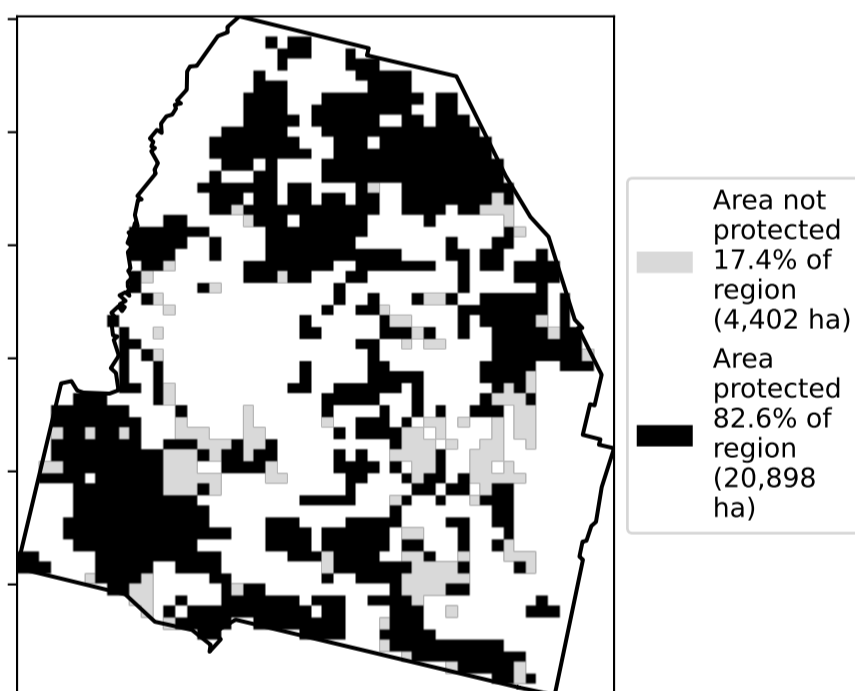 Area not
protected
17.4% of
region
(4,402 ha)
Area
protected
82.6% of
region
(20,898
ha)